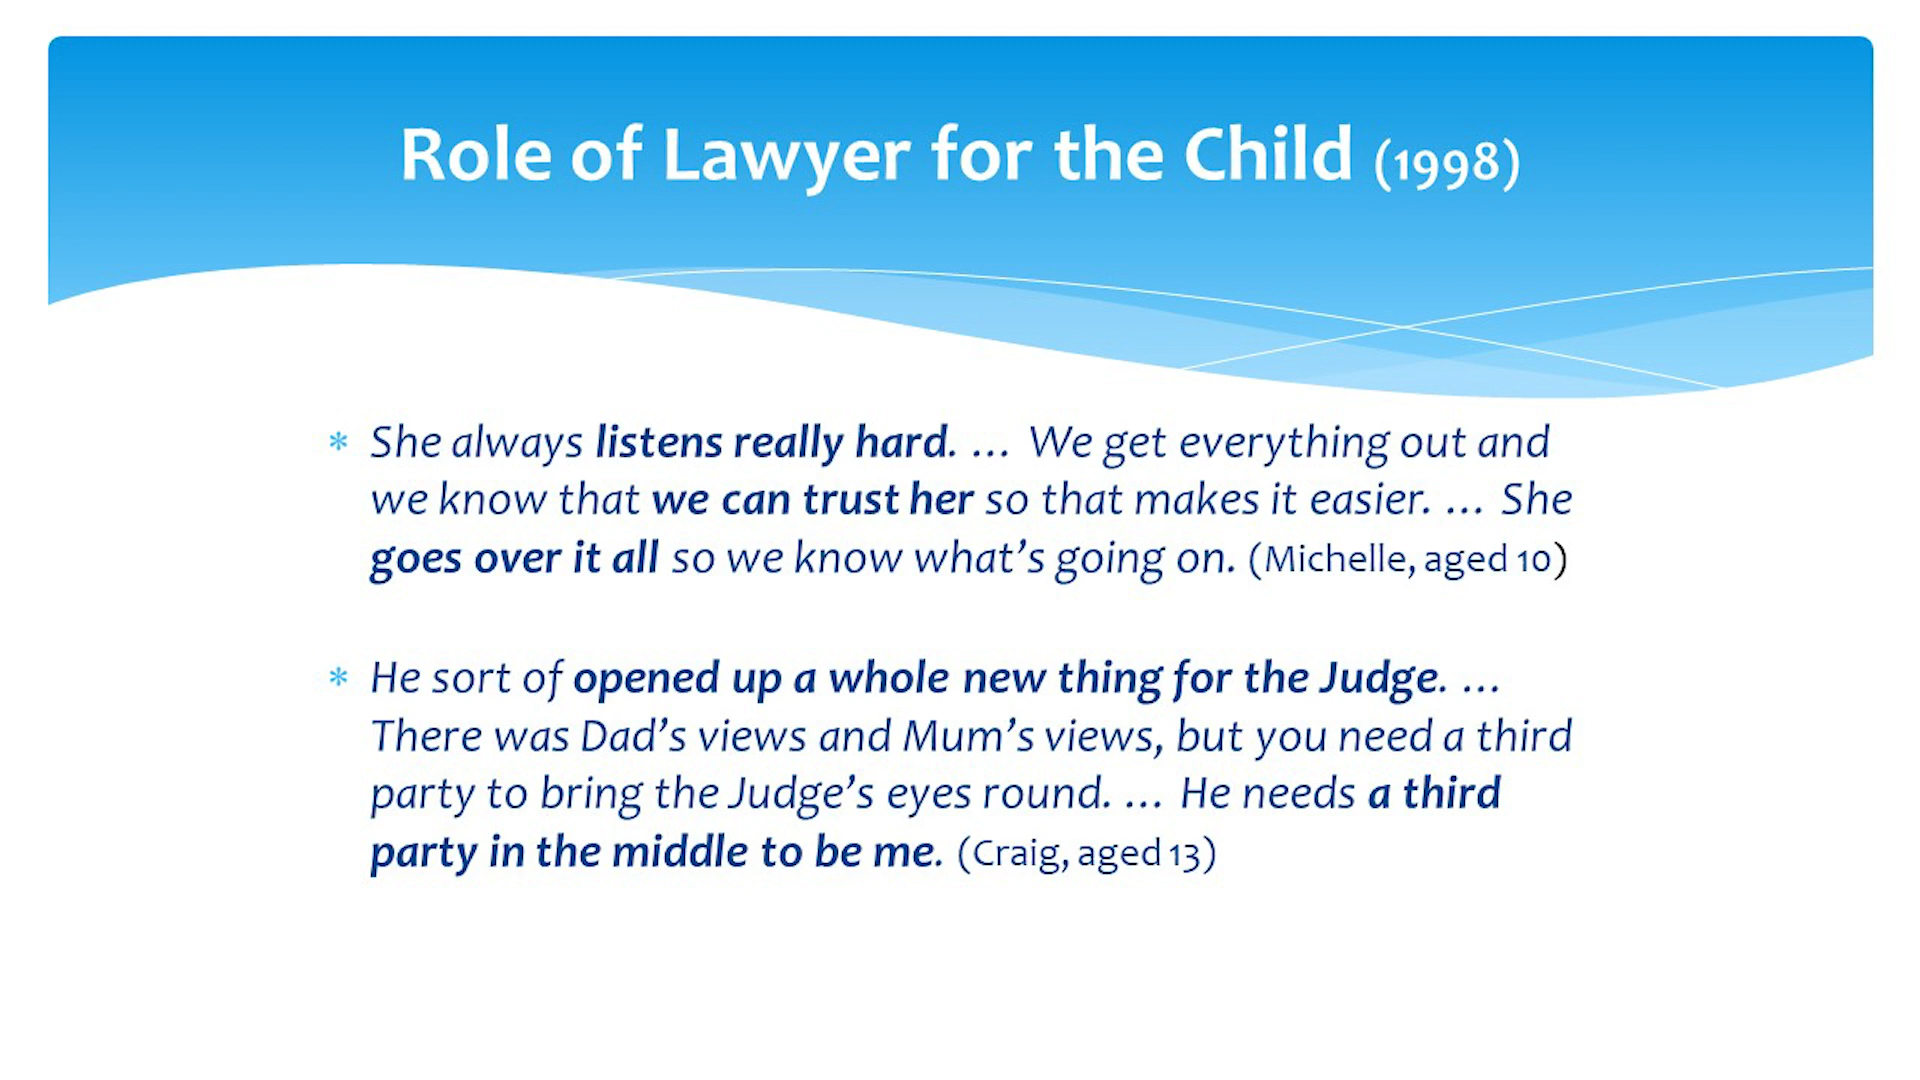 Role of Lawyer for the Child (1998)
* She always listens really hard. … We get everything out and
we know that we can trust her so that makes it easier. … She
goes over it all so we know what’s going on. (Michelle, aged 10)
* He sort of opened up a whole new thing for the Judge. …
There was Dad’s views and Mum’s views, but you need a third
party to bring the Judge’s eyes round. … He needs a third
party in the middle to be me. (Craig, aged 13)